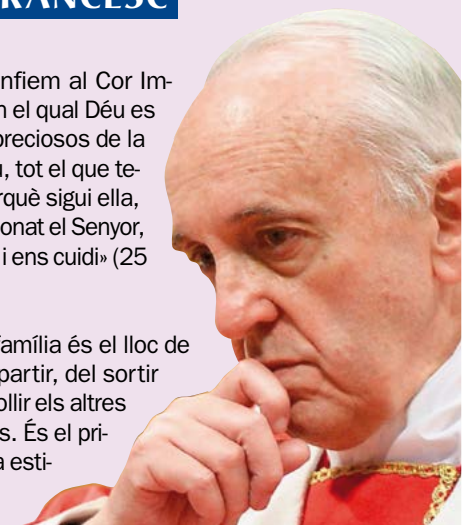 RANCESC
nfiem al Cor Im-
n el qual Déu es
preciosos de la
, tot el que te-
rquè sigui ella,
onat el Senyor,
i ens cuidi» (25
amília és el lloc de
partir, del sortir
ollir els altres
s. És el pri-
a esti-